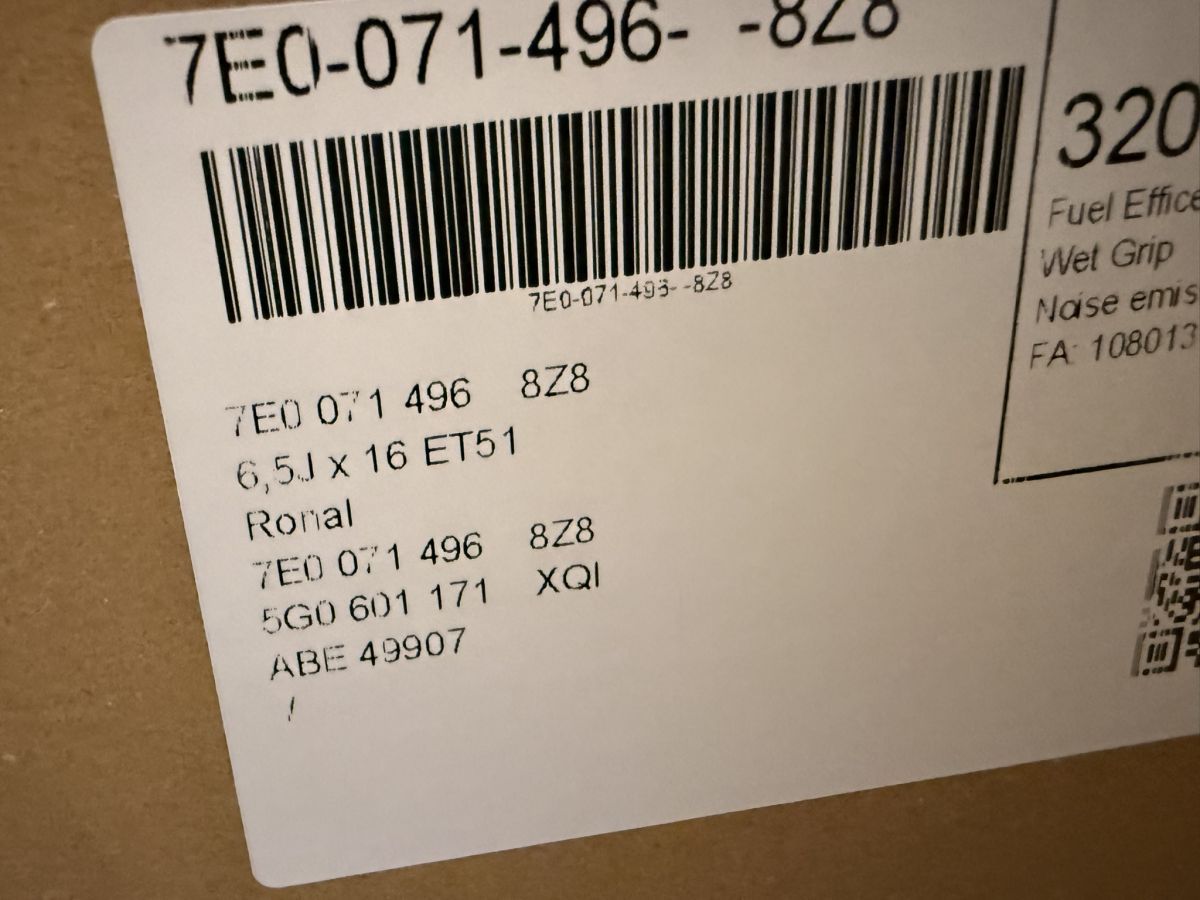 7E0-071-496- -8Z8
7E0-071-496- -8Z8
7E0 071 496 8Z8
6,5J x 16 ET51
Ronal
7E0 071 496 8Z8
5G0 601 171 XQI
ABE 49907
/
320
Fuel Effice
Wet Grip
Noise emis
FA: 108013